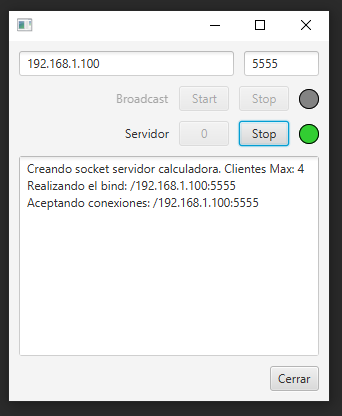 192.168.1.100 5555
Broadcast Start Stop
Servidor 0 Stop
Creando socket servidor calculadora. Clientes Max: 4
Realizando el bind: /192.168.1.100:5555
Aceptando conexiones: /192.168.1.100:5555
Cerrar